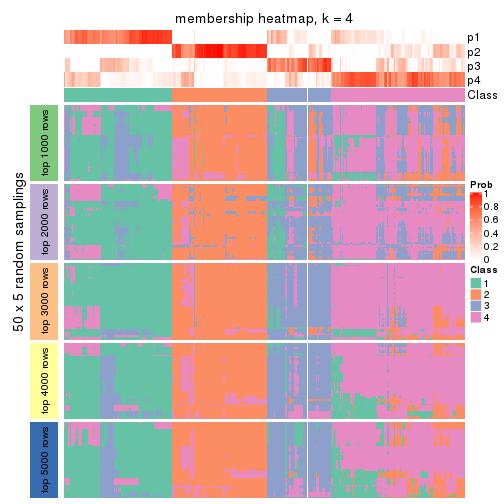 membership heatmap, k = 4
p1
p2
p3
p4
Class
50 x 5 random samplings
top 1000 rows
top 2000 rows
top 3000 rows
top 4000 rows
top 5000 rows
Prob
1
0.8
0.6
0.4
0.2
0
Class
1
2
3
4